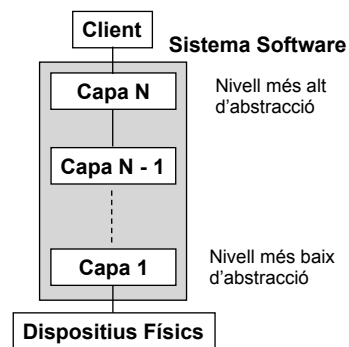 Client
Sistema Software
Capa N
Nivell més alt
d'abstracció
Capa N - 1
Capa 1
Nivell més baix
d'abstracció
Dispositius Físics